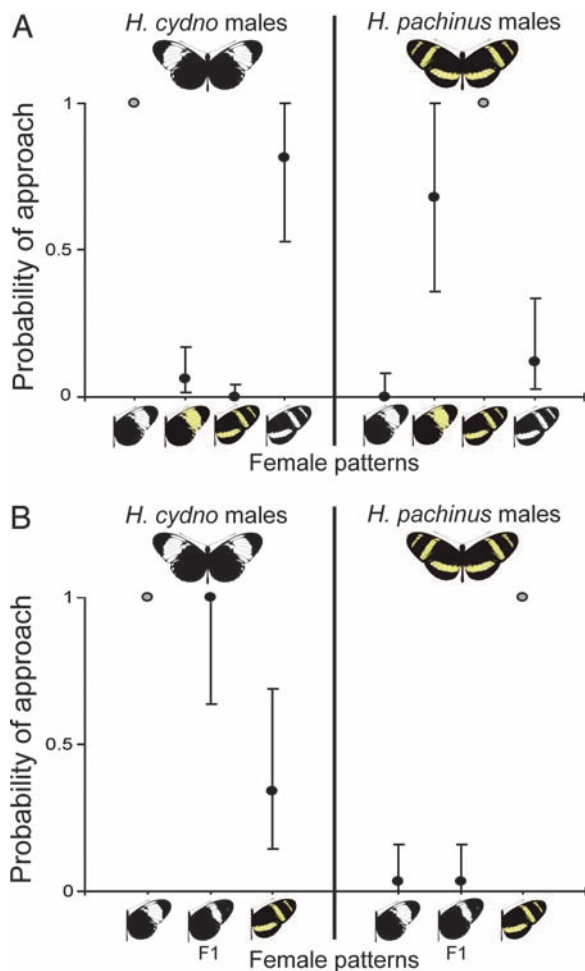 A
H. cydno males
H. pachinus males
Probability of approach
1
0.5
0
Female patterns
B
H. cydno males
H. pachinus males
Probability of approach
1
0.5
0
F1
F1
Female patterns